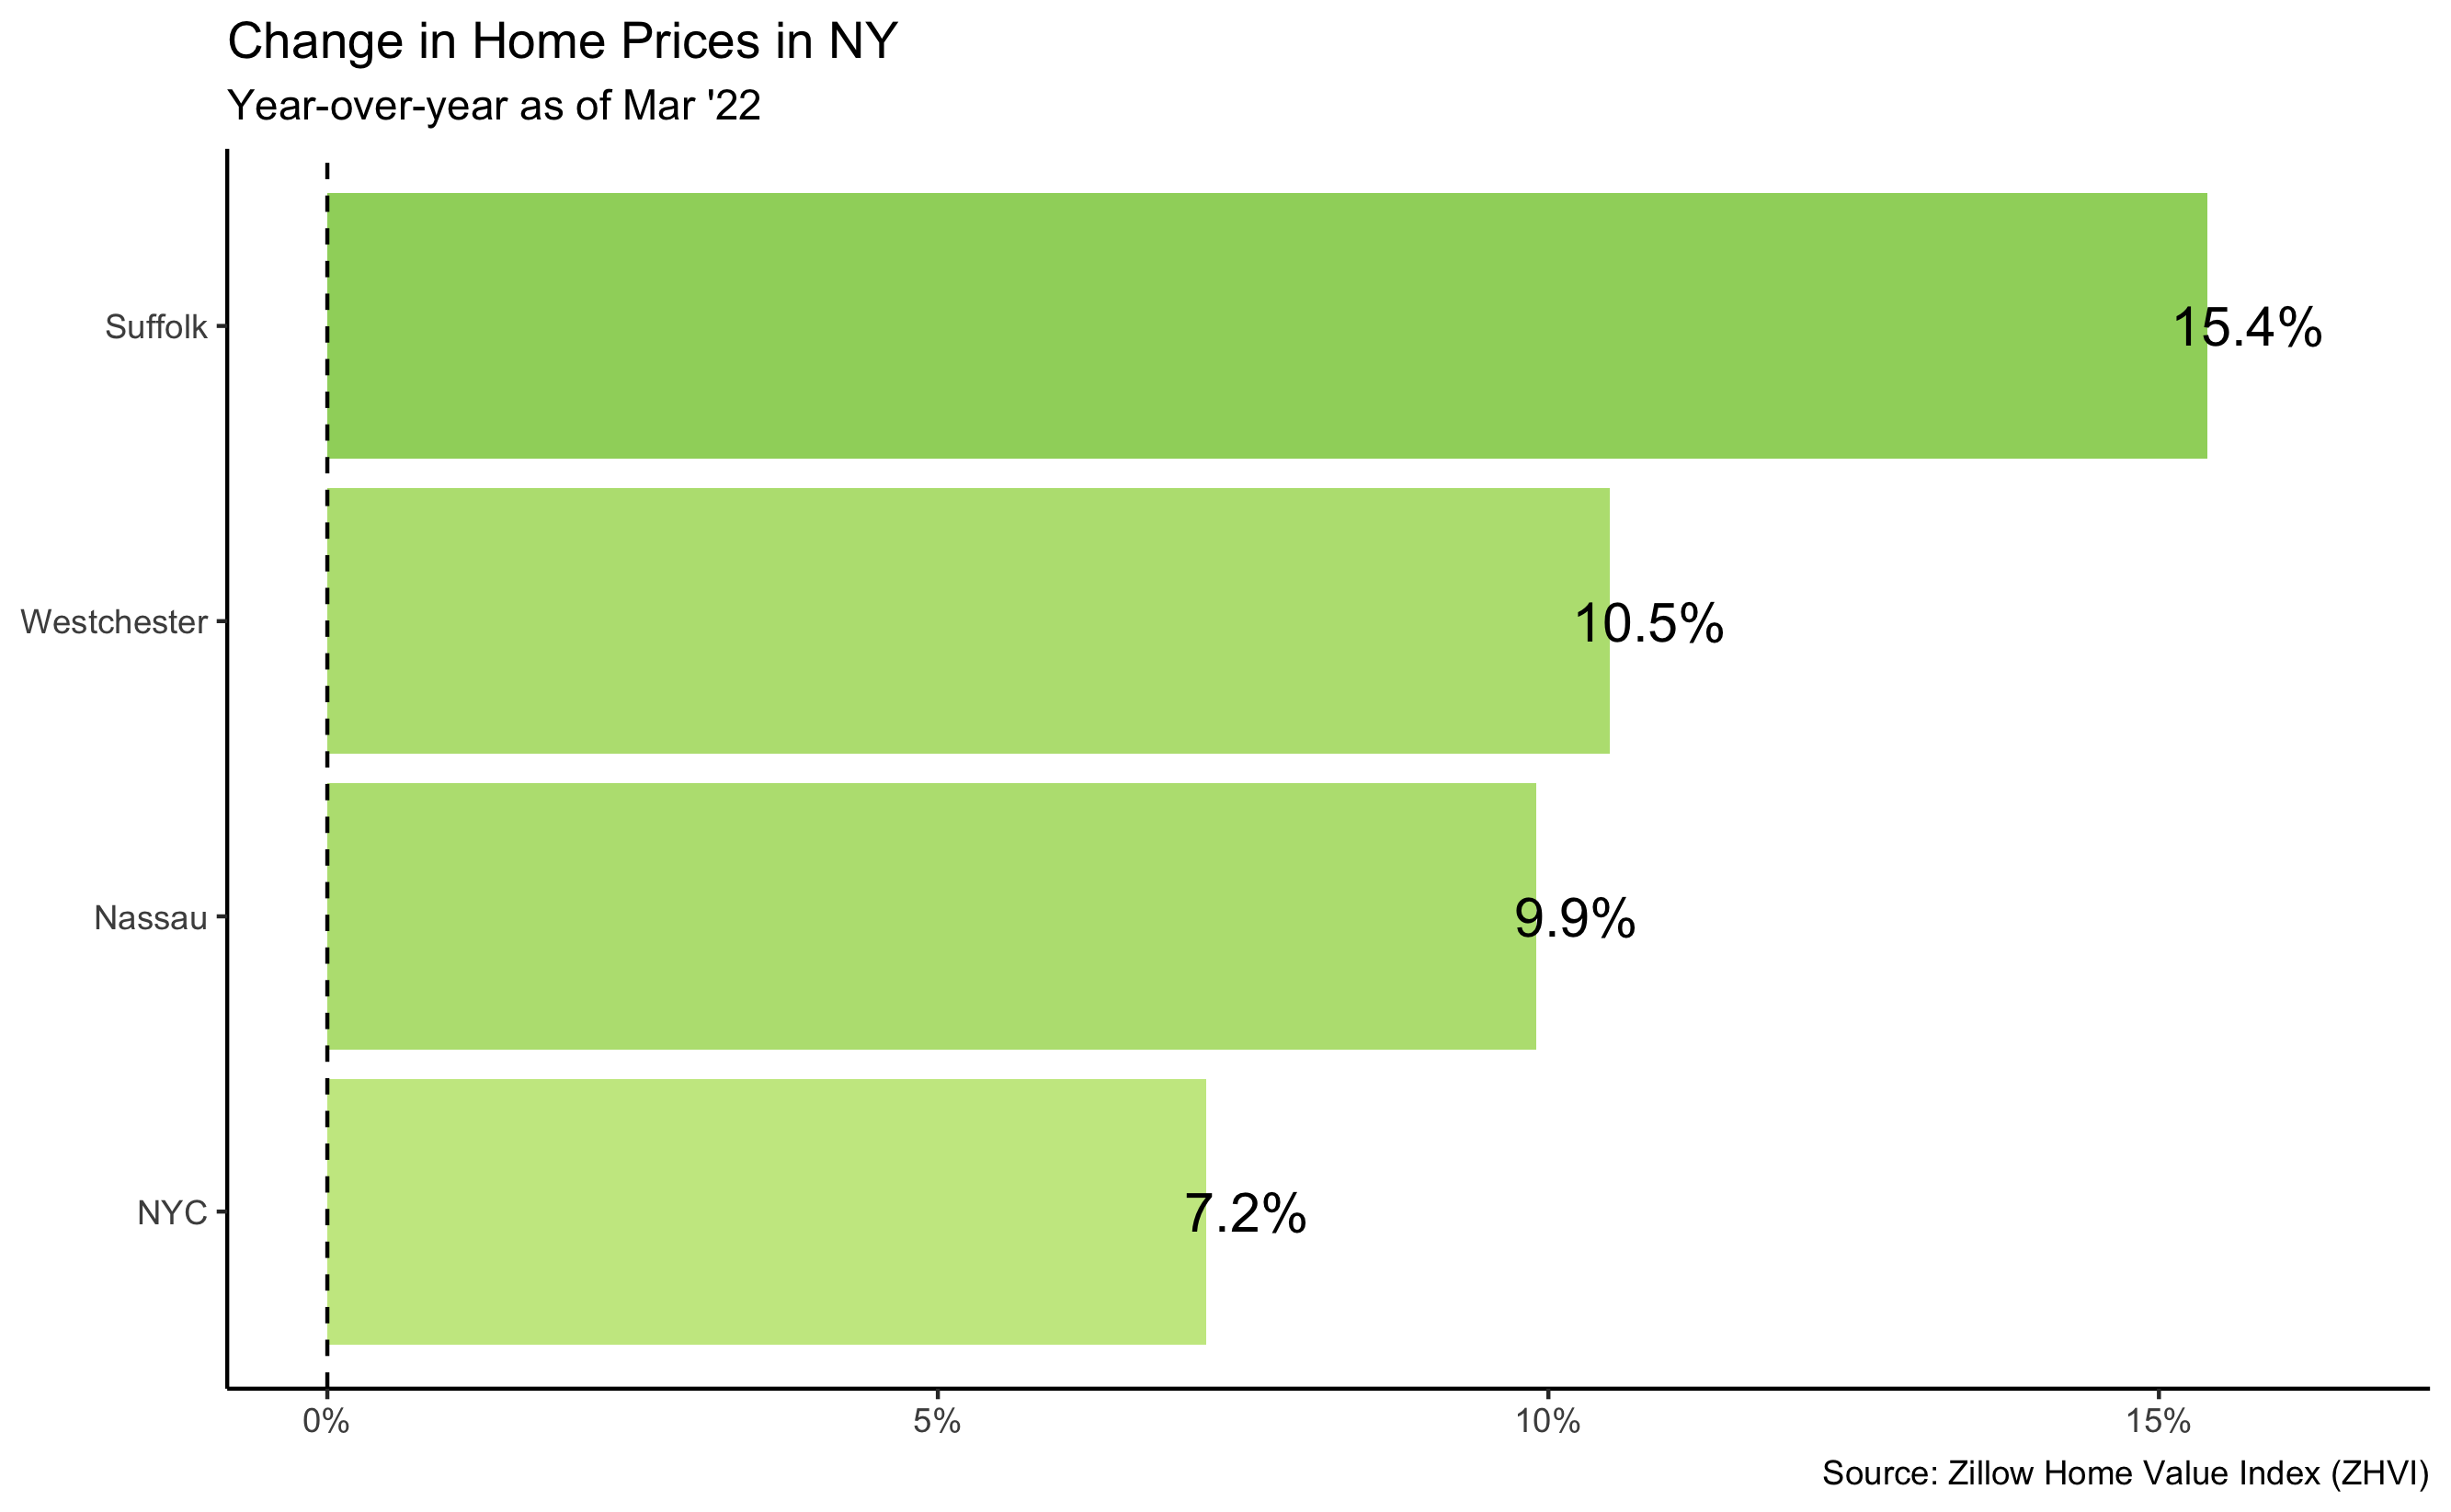 Change in Home Prices in NY
Year-over-year as of Mar '22
Suffolk
15.4%
Westchester
10.5%
Nassau
9.9%
NYC
7.2%
0% 5% 10% 15%
Source: Zillow Home Value Index (ZHVI)